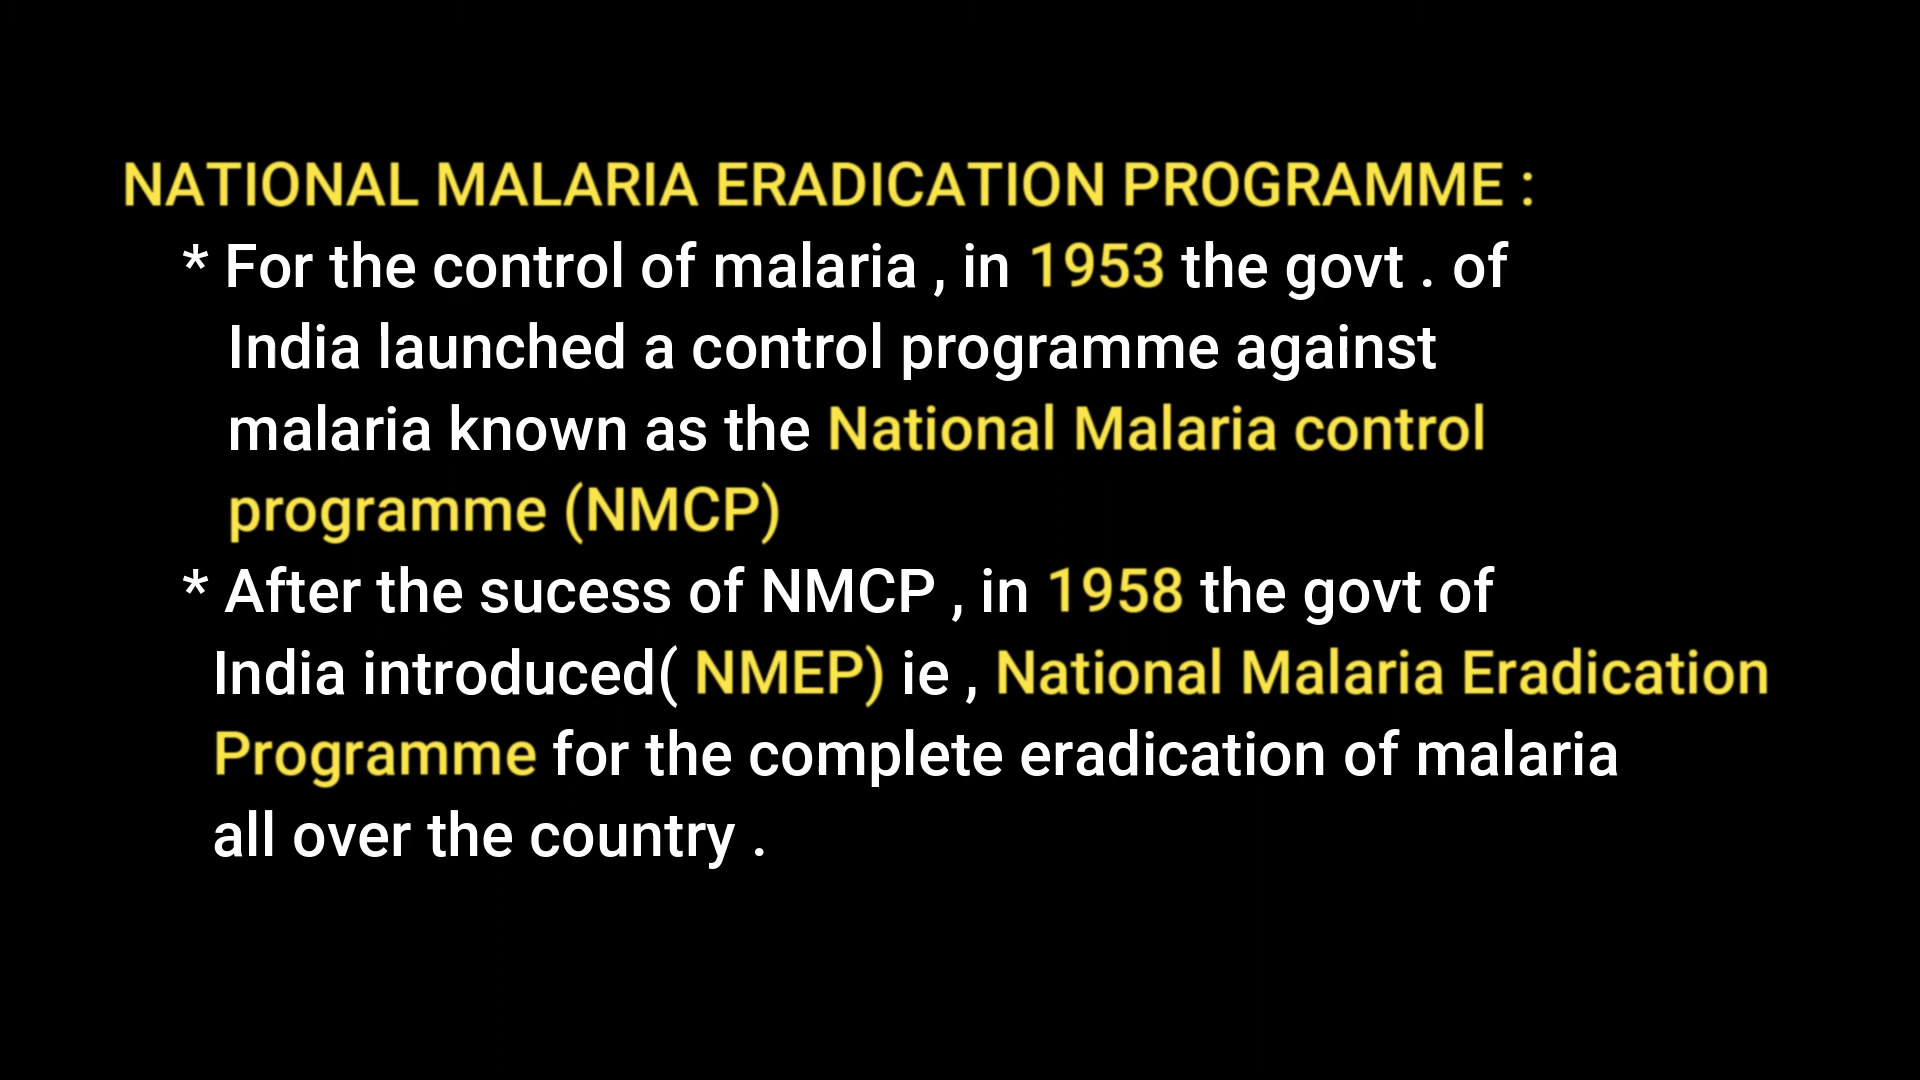 NATIONAL MALARIA ERADICATION PROGRAMME :
* For the control of malaria , in 1953 the govt . of
India launched a control programme against
malaria known as the National Malaria control
programme (NMCP)
* After the sucess of NMCP , in 1958 the govt of
India introduced( NMEP) ie , National Malaria Eradication
Programme for the complete eradication of malaria
all over the country .